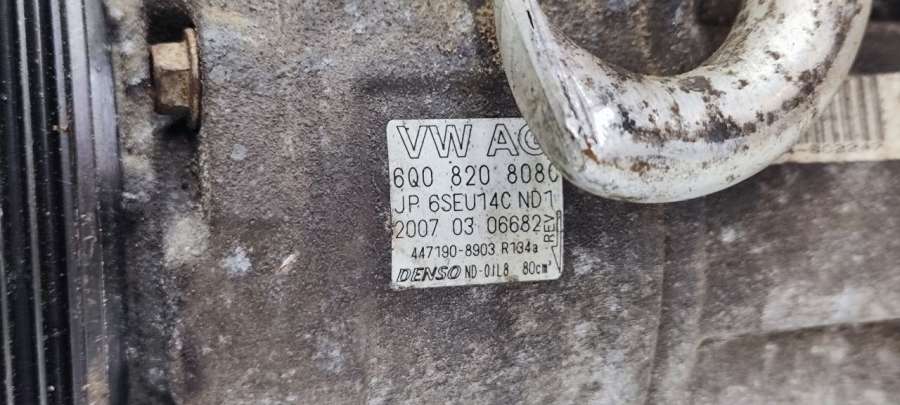 VW AG
6Q0 820 808C
JP 6SEU14C ND1
2007 03 06682
REV
447190-8903 R134a
DENSO ND-OIL8 80cm³